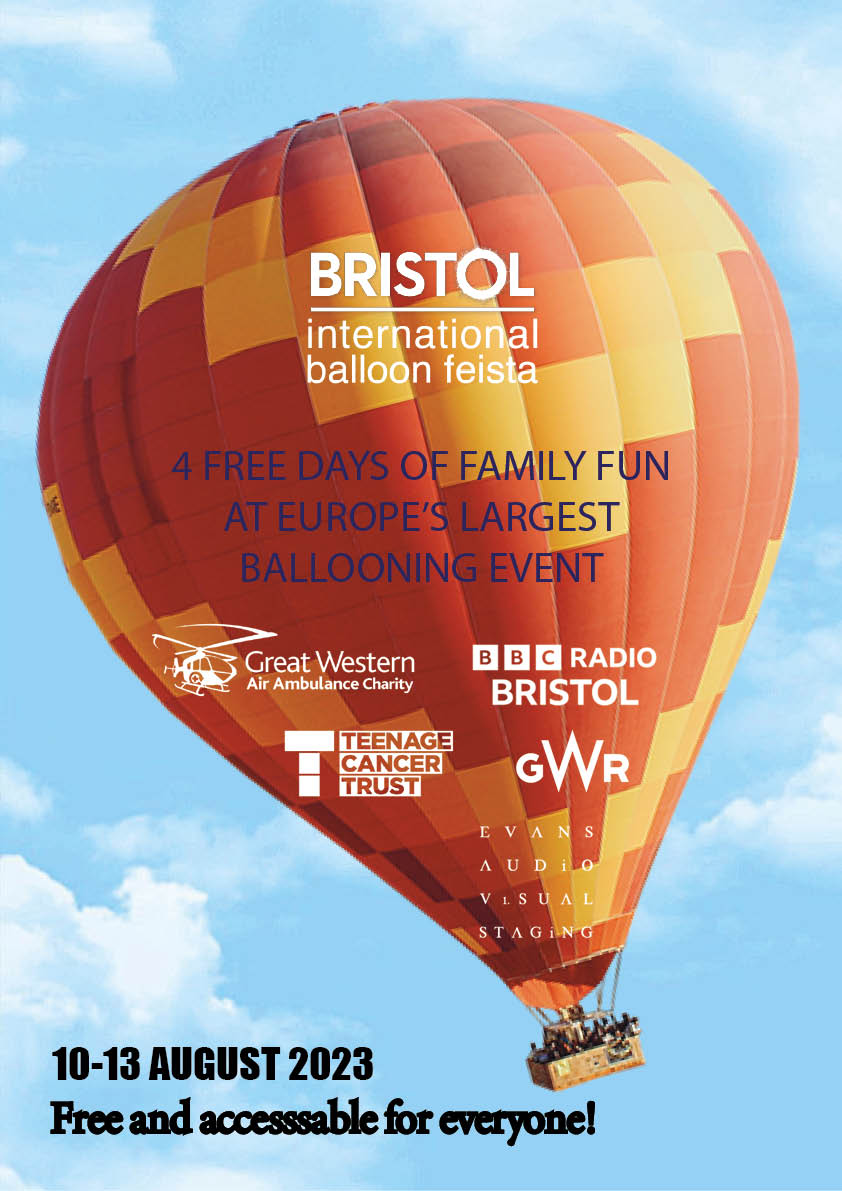 BRISTOL
international
balloon feista
4 FREE DAYS OF FAMILY FUN
AT EUROPE'S LARGEST
BALLOONING EVENT
Great Western
Air Ambulance Charity
BBC RADIO
BRISTOL
TEENAGE
CANCER
TRUST
GWR
EVANS
AUDiO
ViSUAL
STAGiNG
10-13 AUGUST 2023
Free and accesssable for everyone!